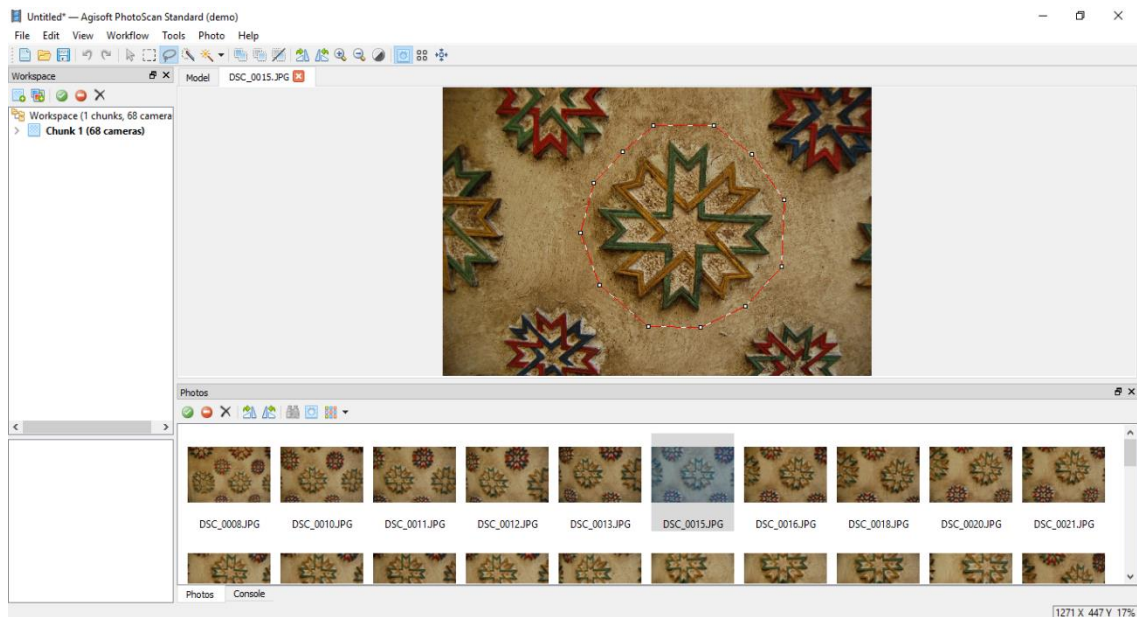 Untitled* — Agisoft PhotoScan Standard (demo)
File Edit View Workflow Tools Photo Help
Workspace
Model DSC_0015.JPG
Workspace (1 chunks, 68 camera
Chunk 1 (68 cameras)
Photos
DSC_0008.JPG DSC_0010.JPG DSC_0011.JPG DSC_0012.JPG DSC_0013.JPG DSC_0015.JPG DSC_0016.JPG DSC_0018.JPG DSC_0020.JPG DSC_0021.JPG
Photos Console
1271 X 447 Y 17%